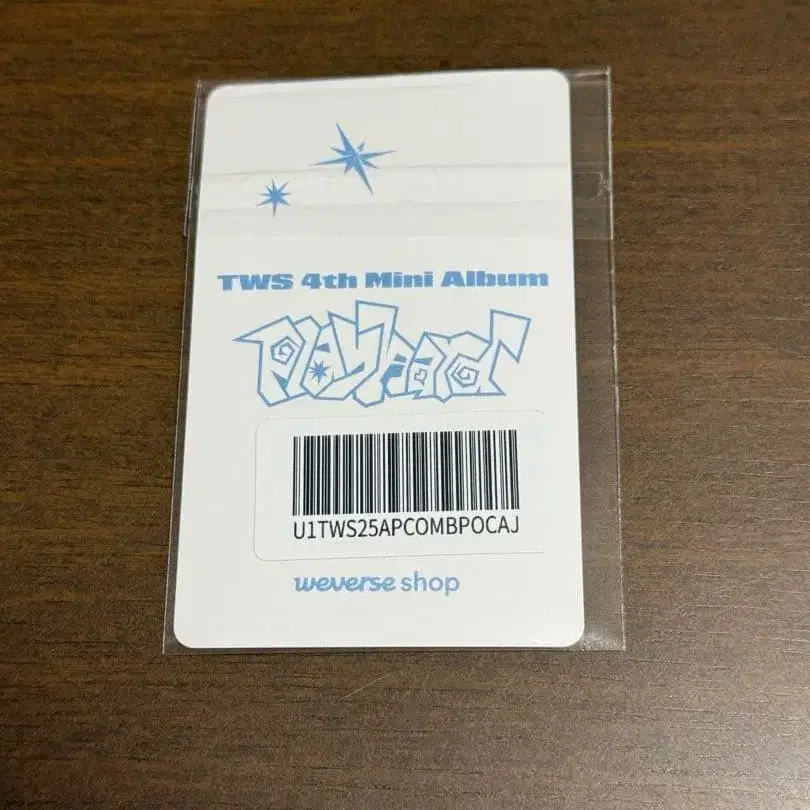 TWS 4th Mini Album
play hard
U1TWS25APCOMBPOCAJ
weverse shop